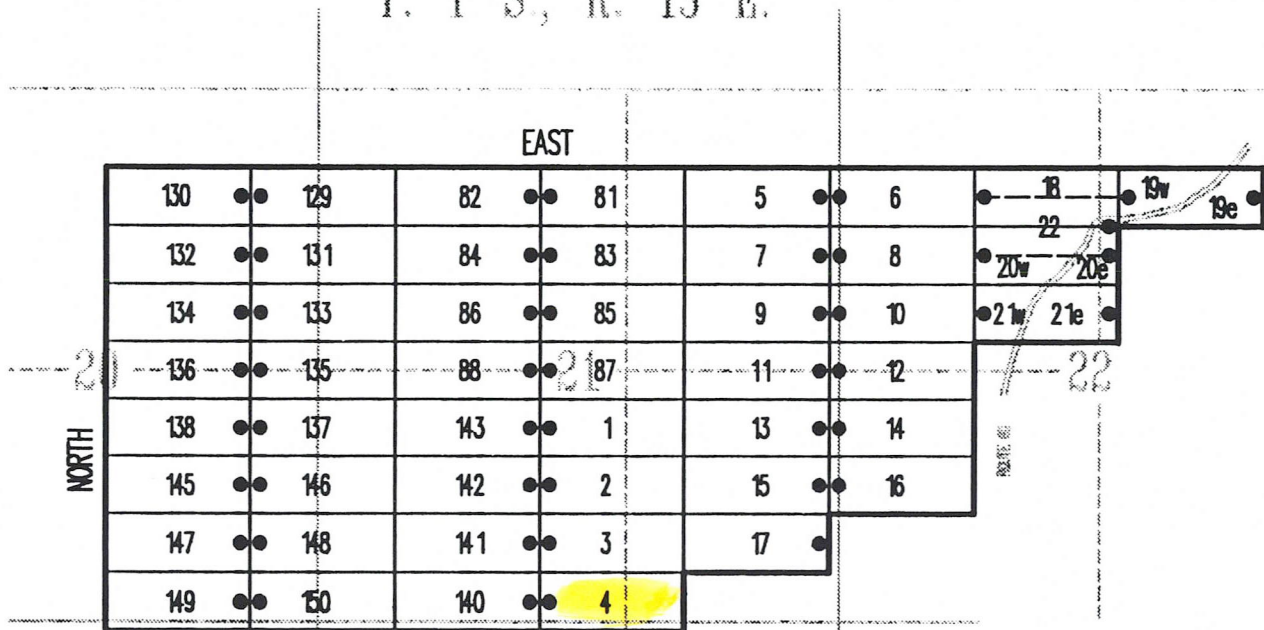 T. 1 S., R. 15 E.
EAST
130 129 82 81 5 6 18 19w 19e
132 131 84 83 7 8 22 20w 20e
134 133 86 85 9 10 21w 21e
20 136 135 88 21 87 11 12 22
NORTH
138 137 143 1 13 14
145 146 142 2 15 16
147 148 141 3 17
149 150 140 4